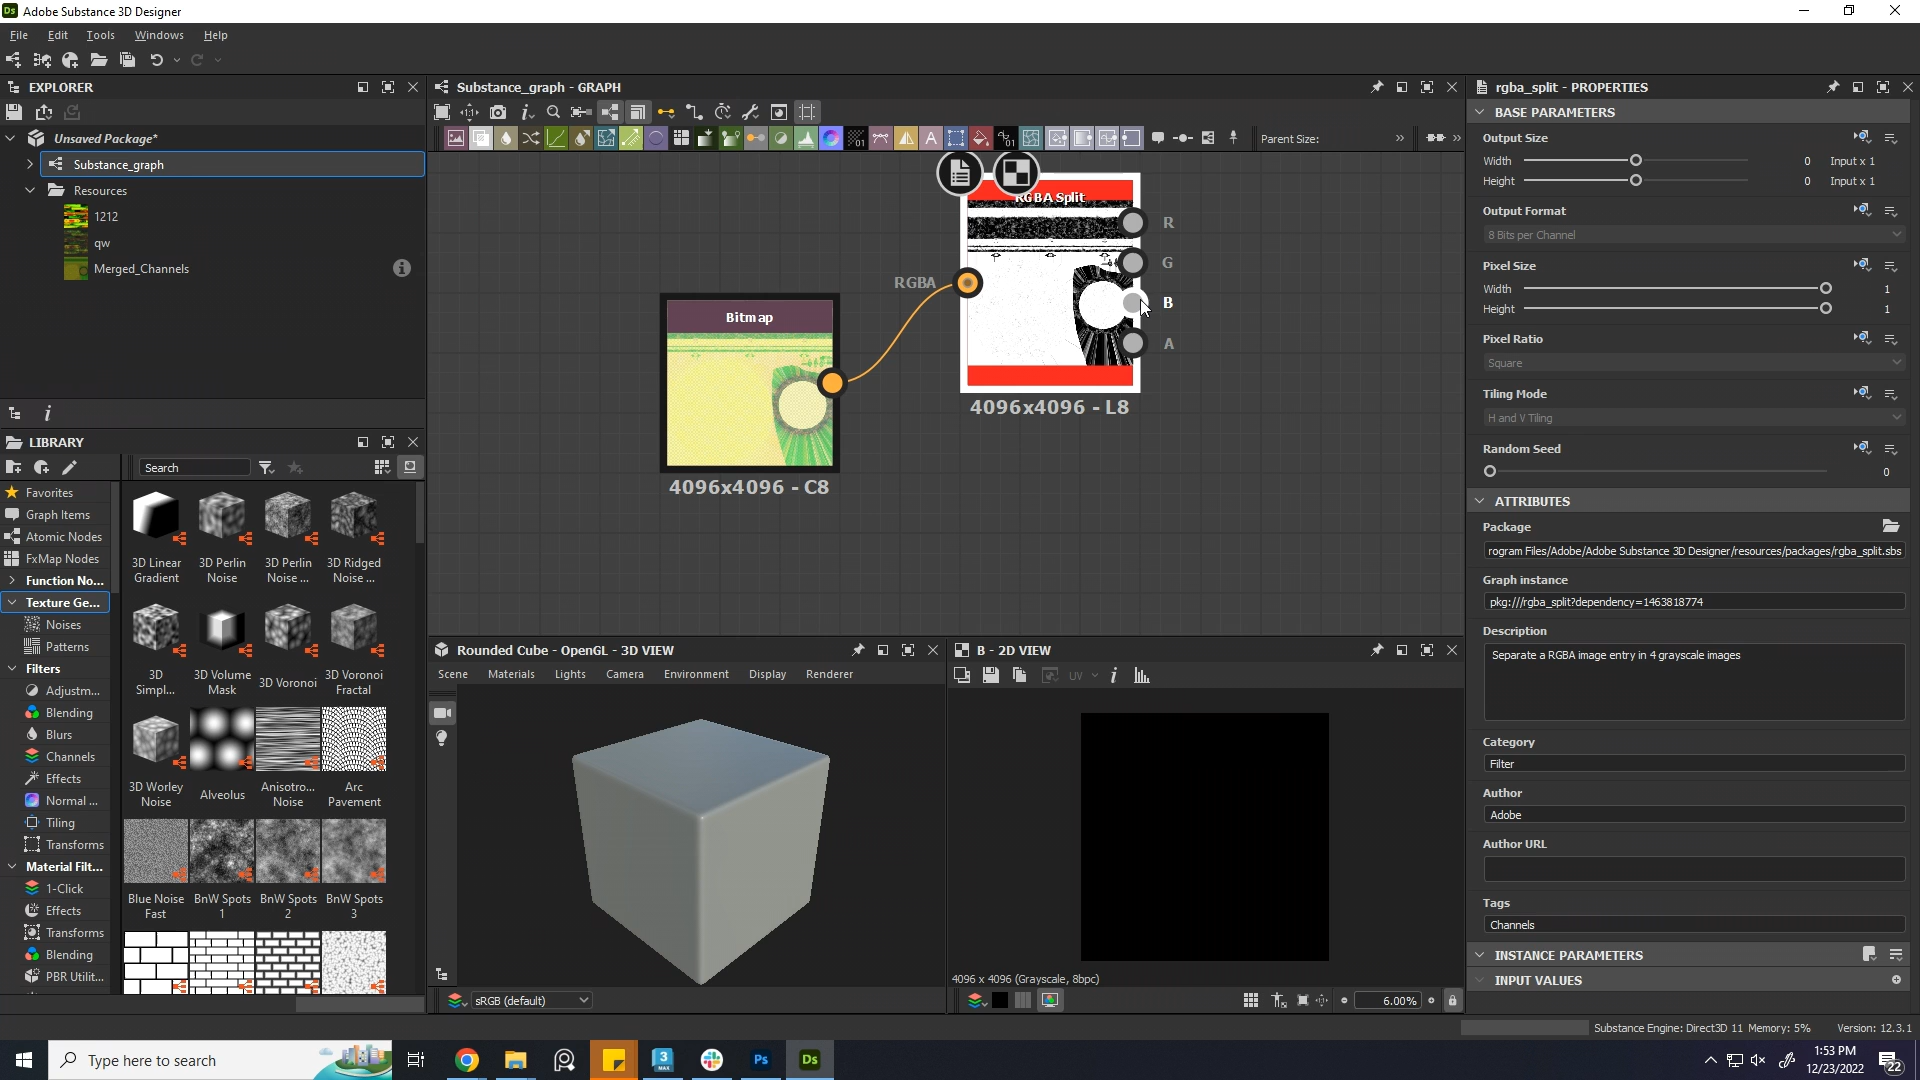 Ds Adobe Substance 3D Designer
File Edit Tools Windows Help
EXPLORER
Unsaved Package*
Substance_graph
Resources
1212
qw
Merged_Channels
LIBRARY
Search
Favorites
Graph Items
Atomic Nodes
FxMap Nodes
Function No...
Texture Ge...
Noises
Patterns
Filters
Adjustm...
Blending
Blurs
Channels
Effects
Normal ...
Tiling
Transforms
Material Filt...
1-Click
Effects
Transforms
Blending
PBR Utilit...
3D Linear Gradient
3D Perlin Noise
3D Perlin Noise ...
3D Ridged Noise ...
3D Simpl...
3D Volume Mask
3D Voronoi
3D Voronoi Fractal
3D Worley Noise
Alveolus
Anisotro... Noise
Arc Pavement
Blue Noise Fast
BnW Spots 1
BnW Spots 2
BnW Spots 3
Substance_graph - GRAPH
Parent Size:
RGBA Split
R
G
B
A
RGBA
4096x4096 - L8
Bitmap
4096x4096 - C8
Rounded Cube - OpenGL - 3D VIEW
Scene Materials Lights Camera Environment Display Renderer
sRGB (default)
B - 2D VIEW
UV
4096 x 4096 (Grayscale, 8bpc)
6.00%
rgba_split - PROPERTIES
BASE PARAMETERS
Output Size
Width 0 Input x 1
Height 0 Input x 1
Output Format
8 Bits per Channel
Pixel Size
Width 1
Height 1
Pixel Ratio
Square
Tiling Mode
H and V Tiling
Random Seed
0
ATTRIBUTES
Package
rogram Files/Adobe/Adobe Substance 3D Designer/resources/packages/rgba_split.sbs
Graph instance
pkg:///rgba_split?dependency=1463818774
Description
Separate a RGBA image entry in 4 grayscale images
Category
Filter
Author
Adobe
Author URL
Tags
Channels
INSTANCE PARAMETERS
INPUT VALUES
Substance Engine: Direct3D 11 Memory: 5% Version: 12.3.1
Type here to search
3
MAX
Ps
Ds
1:53 PM
12/23/2022
22